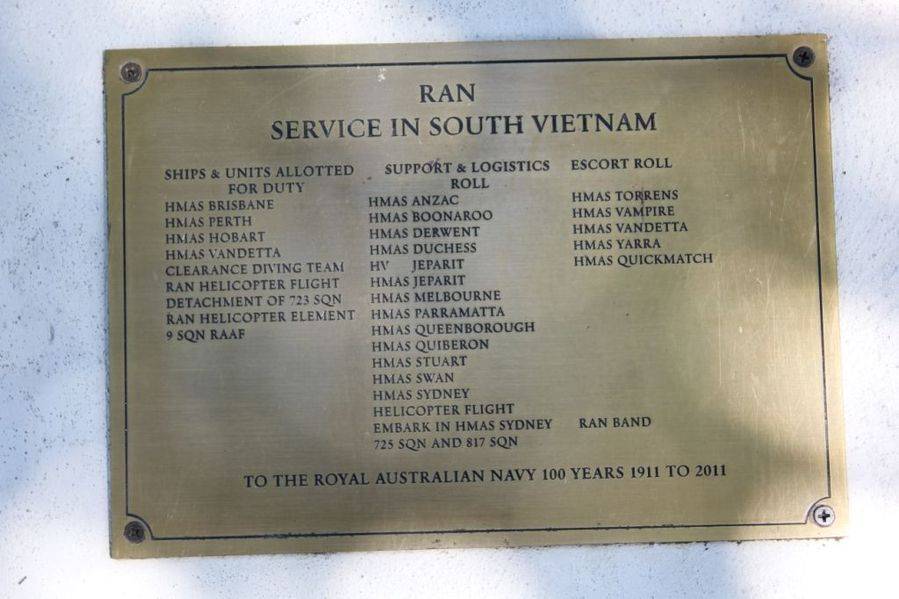 RAN
SERVICE IN SOUTH VIETNAM
SHIPS & UNITS ALLOTTED
FOR DUTY
HMAS BRISBANE
HMAS PERTH
HMAS HOBART
HMAS VANDETTA
CLEARANCE DIVING TEAM
RAN HELICOPTER FLIGHT
DETACHMENT OF 723 SQN
RAN HELICOPTER ELEMENT
9 SQN RAAF
SUPPORT & LOGISTICS
ROLL
HMAS ANZAC
HMAS BOONAROO
HMAS DERWENT
HMAS DUCHESS
HV JEPARIT
HMAS JEPARIT
HMAS MELBOURNE
HMAS PARRAMATTA
HMAS QUEENBOROUGH
HMAS QUIBERON
HMAS STUART
HMAS SWAN
HMAS SYDNEY
HELICOPTER FLIGHT
EMBARK IN HMAS SYDNEY
725 SQN AND 817 SQN
ESCORT ROLL
HMAS TORRENS
HMAS VAMPIRE
HMAS VANDETTA
HMAS YARRA
HMAS QUICKMATCH
RAN BAND
TO THE ROYAL AUSTRALIAN NAVY 100 YEARS 1911 TO 2011